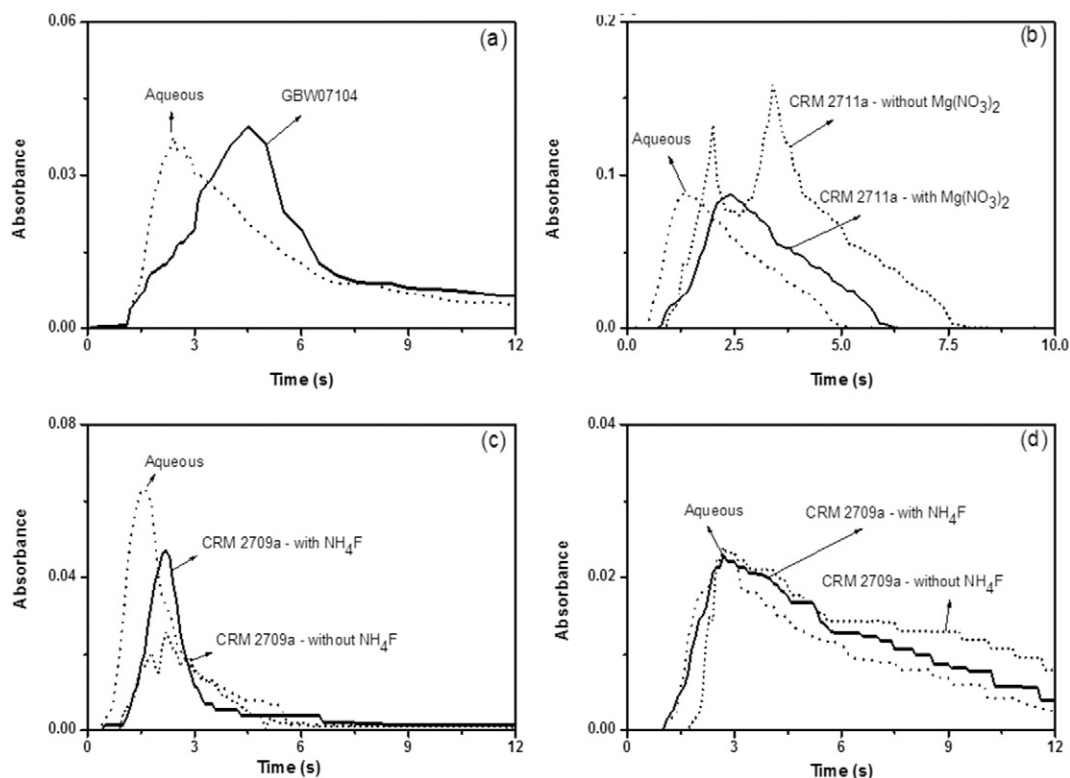 (a)
0.06
0.03
0.00
Absorbance
Aqueous
GBW07104
0
3
6
9
12
Time (s)
(b)
0.2
0.1
0.0
Absorbance
CRM 2711a - without Mg(NO3)2
Aqueous
CRM 2711a - with Mg(NO3)2
0.0
2.5
5.0
7.5
10.0
Time (s)
(c)
0.08
0.04
0.00
Absorbance
Aqueous
CRM 2709a - with NH4F
CRM 2709a - without NH4F
0
3
6
9
12
Time (s)
(d)
0.04
0.02
0.00
Absorbance
CRM 2709a - with NH4F
Aqueous
CRM 2709a - without NH4F
0
3
6
9
12
Time (s)